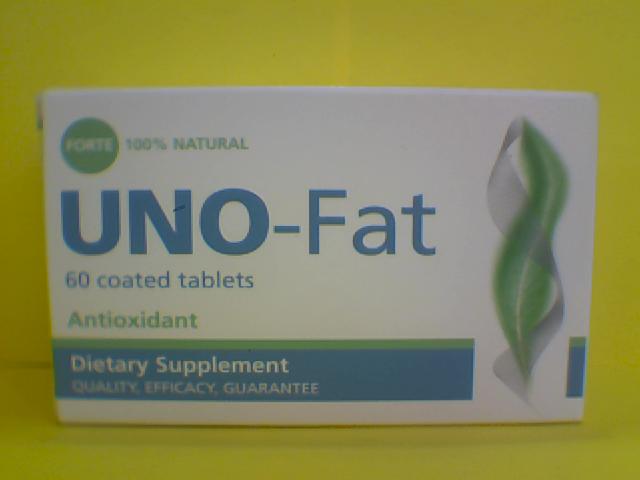 FORTE 100% NATURAL
UNO-Fat
60 coated tablets
Antioxidant
Dietary Supplement
QUALITY, EFFICACY, GUARANTEE